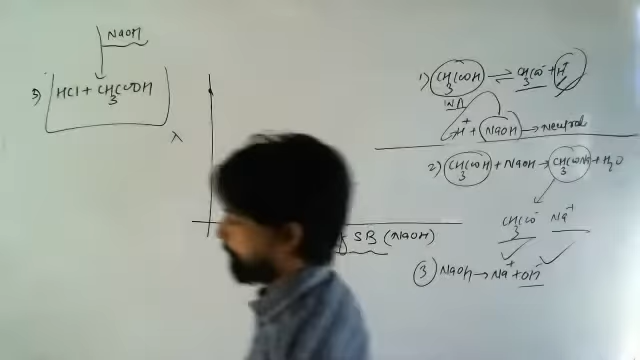 NaOH
3) HCl + CH3COOH
λ
SB (NaOH)
1) CH3COOH ⇌ CH3COO⁻ + H⁺
WA
H⁺ + NaOH → Neutral
2) CH3COOH + NaOH → CH3COONa + H2O
CH3COO⁻ Na⁺
3 NaOH → Na⁺ + OH⁻